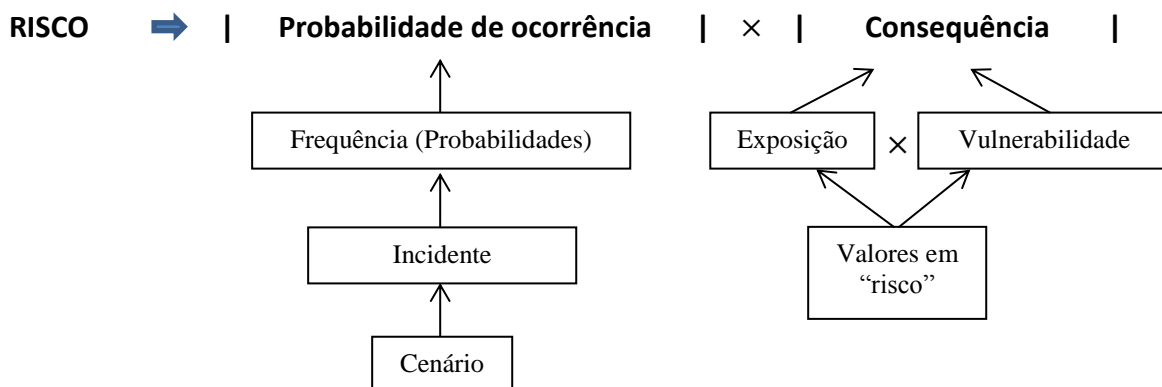 RISCO | Probabilidade de ocorrência | × | Consequência |
Frequência (Probabilidades)
Exposição × Vulnerabilidade
Incidente
Valores em
“risco”
Cenário